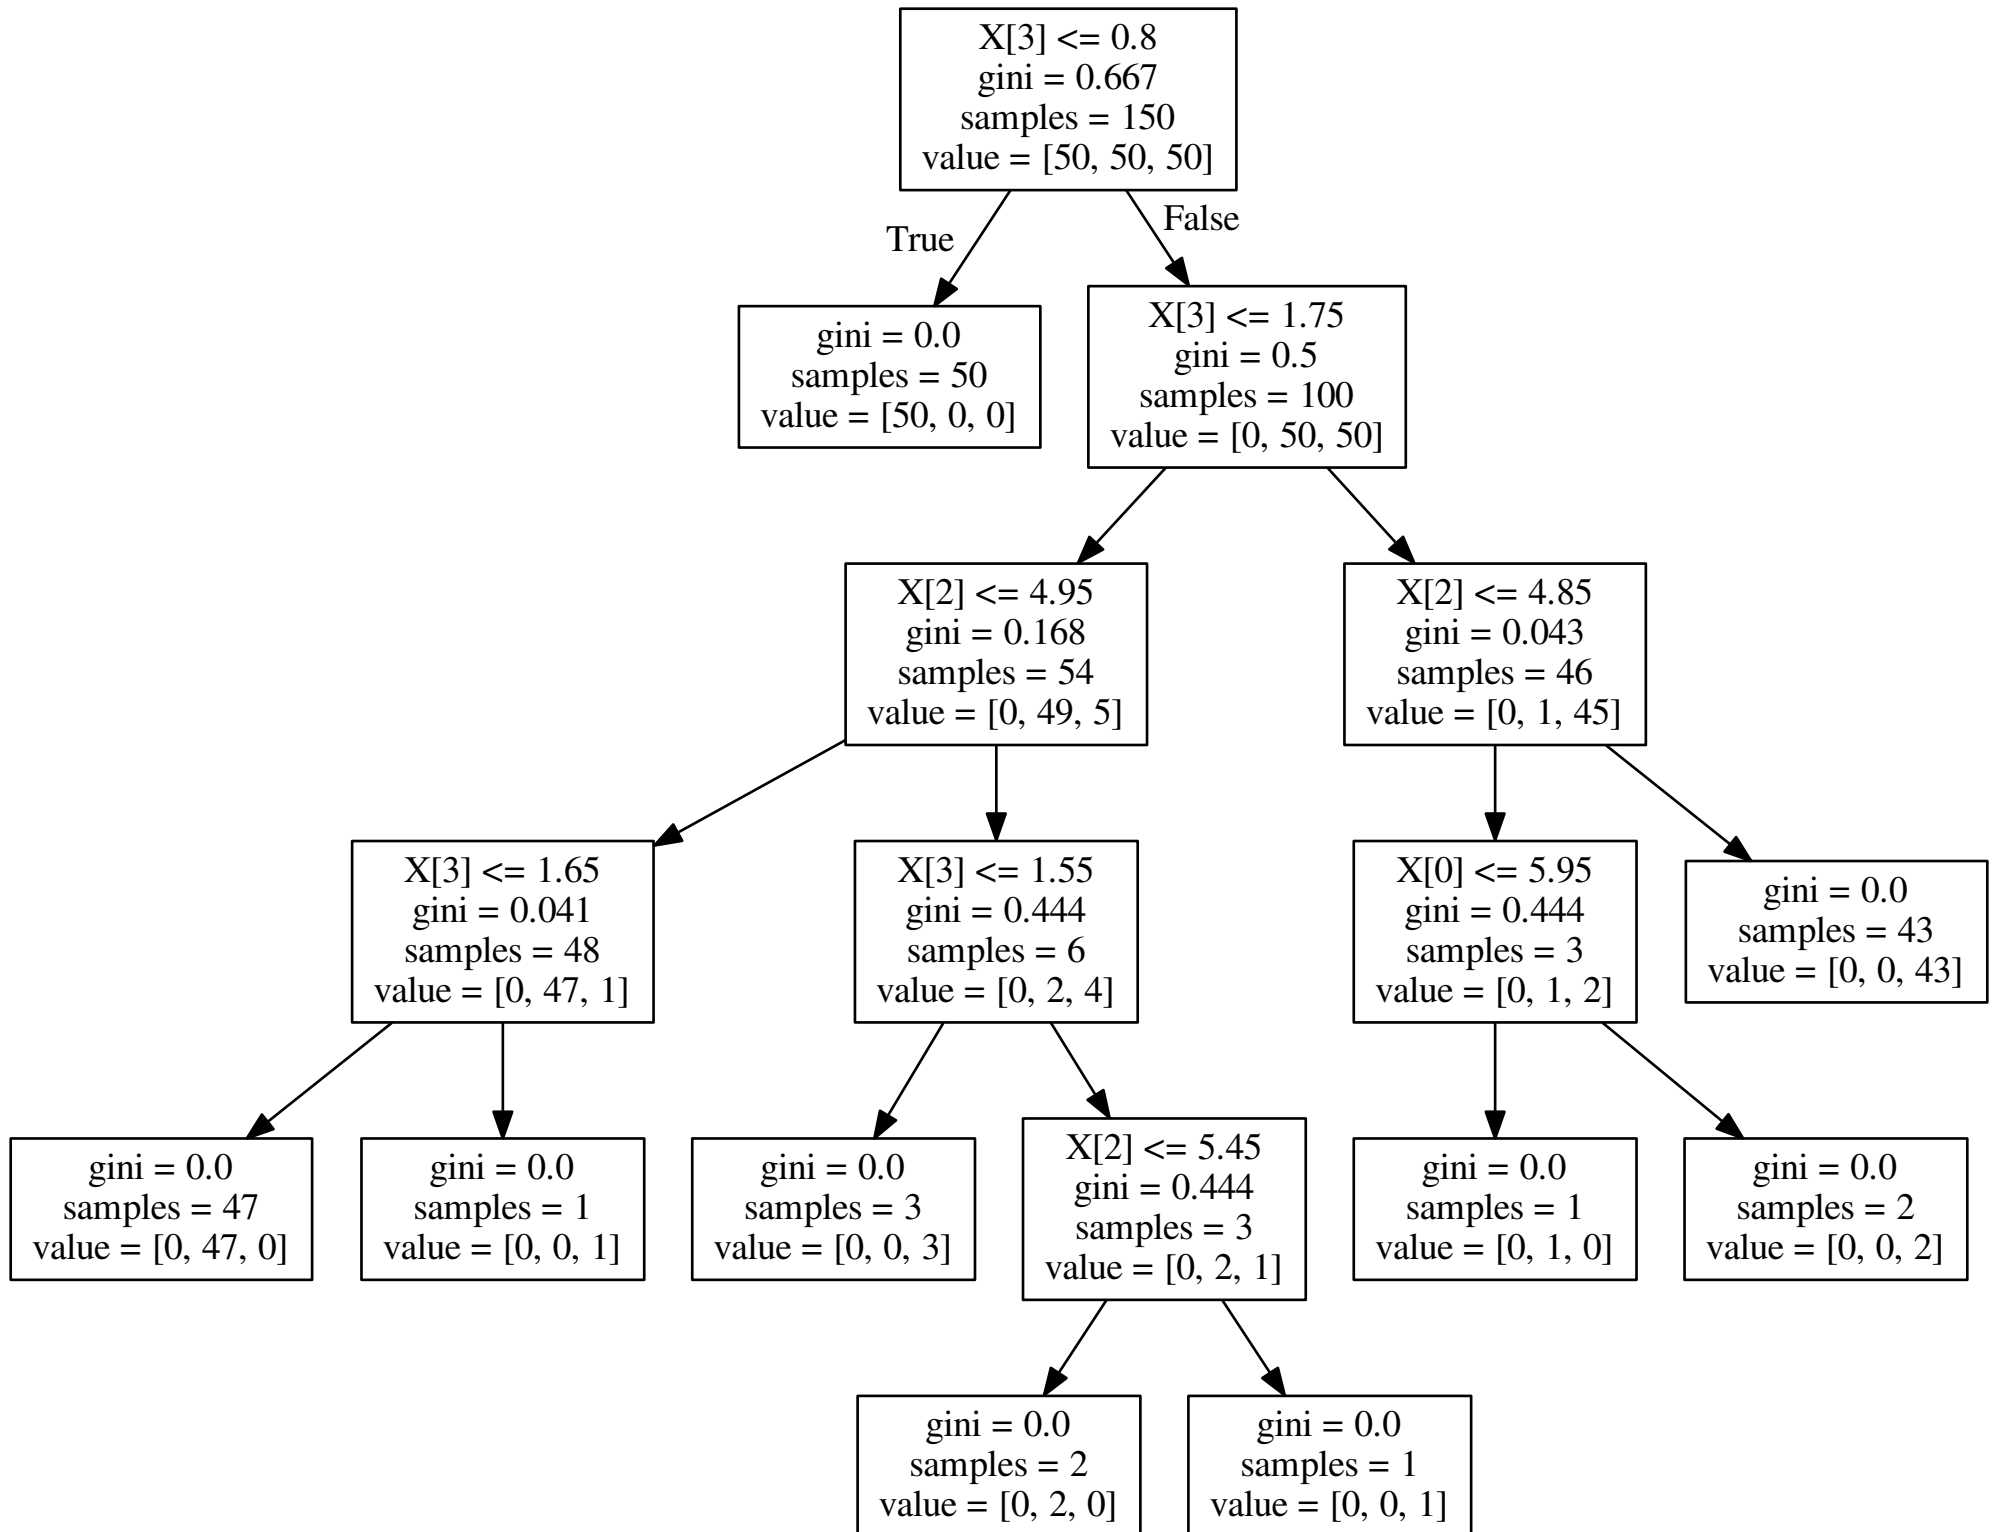 X[3] <= 0.8
gini = 0.667
samples = 150
value = [50, 50, 50]
True
False
gini = 0.0
samples = 50
value = [50, 0, 0]
X[3] <= 1.75
gini = 0.5
samples = 100
value = [0, 50, 50]
X[2] <= 4.95
gini = 0.168
samples = 54
value = [0, 49, 5]
X[2] <= 4.85
gini = 0.043
samples = 46
value = [0, 1, 45]
X[3] <= 1.65
gini = 0.041
samples = 48
value = [0, 47, 1]
X[3] <= 1.55
gini = 0.444
samples = 6
value = [0, 2, 4]
X[0] <= 5.95
gini = 0.444
samples = 3
value = [0, 1, 2]
gini = 0.0
samples = 43
value = [0, 0, 43]
gini = 0.0
samples = 47
value = [0, 47, 0]
gini = 0.0
samples = 1
value = [0, 0, 1]
gini = 0.0
samples = 3
value = [0, 0, 3]
X[2] <= 5.45
gini = 0.444
samples = 3
value = [0, 2, 1]
gini = 0.0
samples = 1
value = [0, 1, 0]
gini = 0.0
samples = 2
value = [0, 0, 2]
gini = 0.0
samples = 2
value = [0, 2, 0]
gini = 0.0
samples = 1
value = [0, 0, 1]